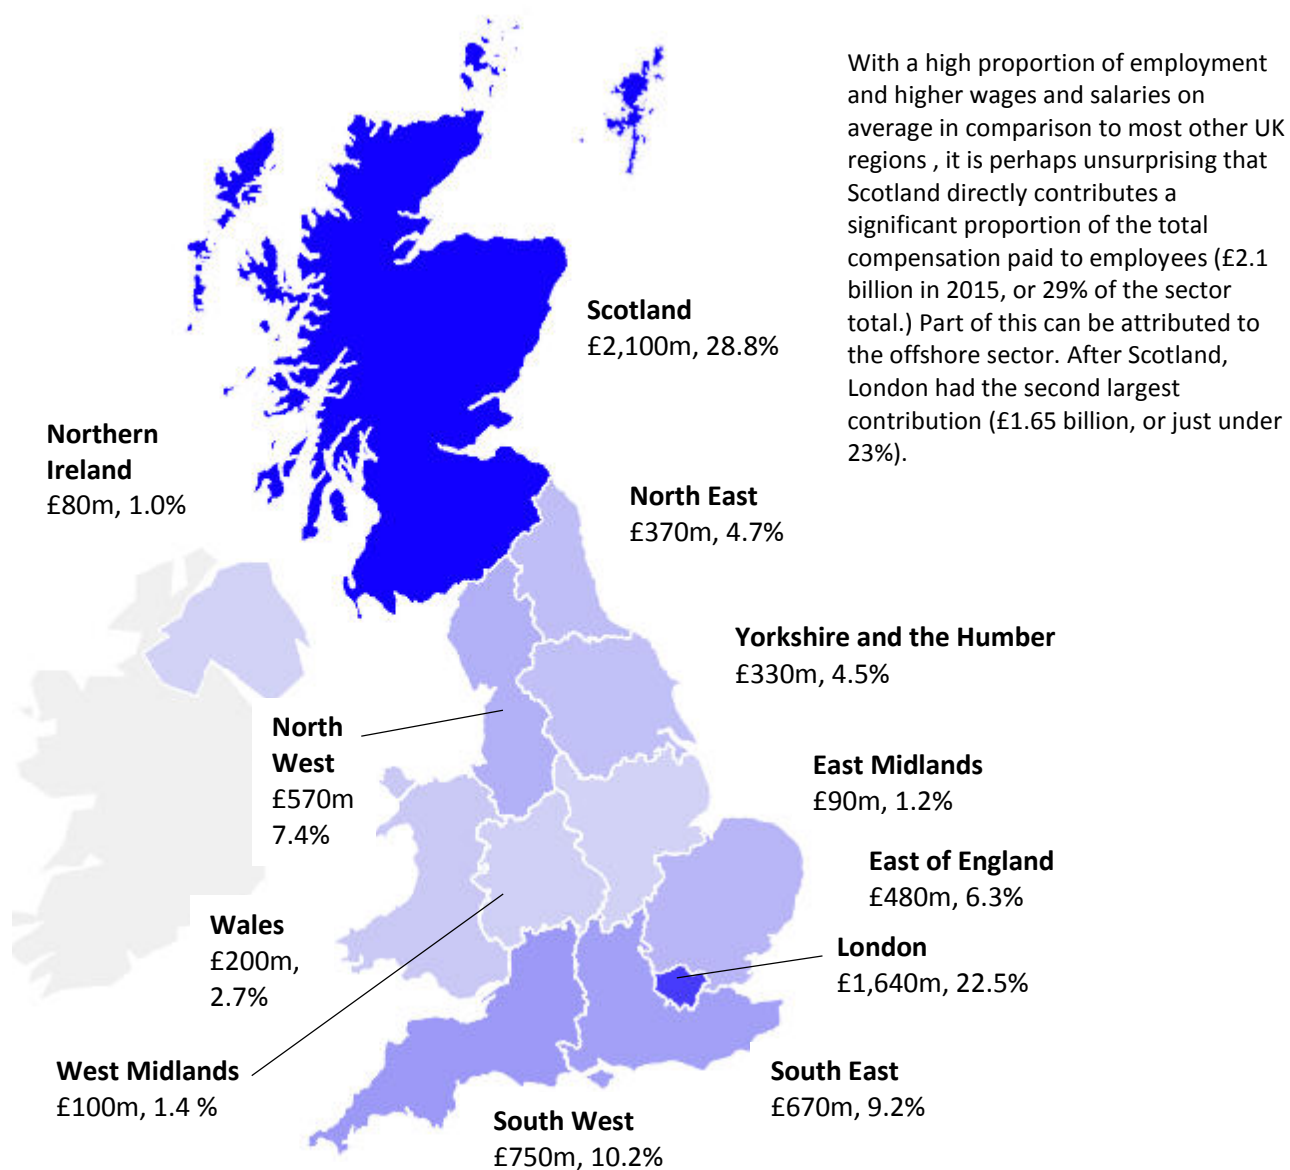 With a high proportion of employment
and higher wages and salaries on
average in comparison to most other UK
regions , it is perhaps unsurprising that
Scotland directly contributes a
significant proportion of the total
compensation paid to employees (£2.1
billion in 2015, or 29% of the sector
total.) Part of this can be attributed to
the offshore sector. After Scotland,
London had the second largest
contribution (£1.65 billion, or just under
23%).
Scotland
£2,100m, 28.8%
Northern
Ireland
£80m, 1.0%
North East
£370m, 4.7%
Yorkshire and the Humber
£330m, 4.5%
North
West
£570m
7.4%
East Midlands
£90m, 1.2%
East of England
£480m, 6.3%
Wales
£200m,
2.7%
London
£1,640m, 22.5%
West Midlands
£100m, 1.4 %
South East
£670m, 9.2%
South West
£750m, 10.2%